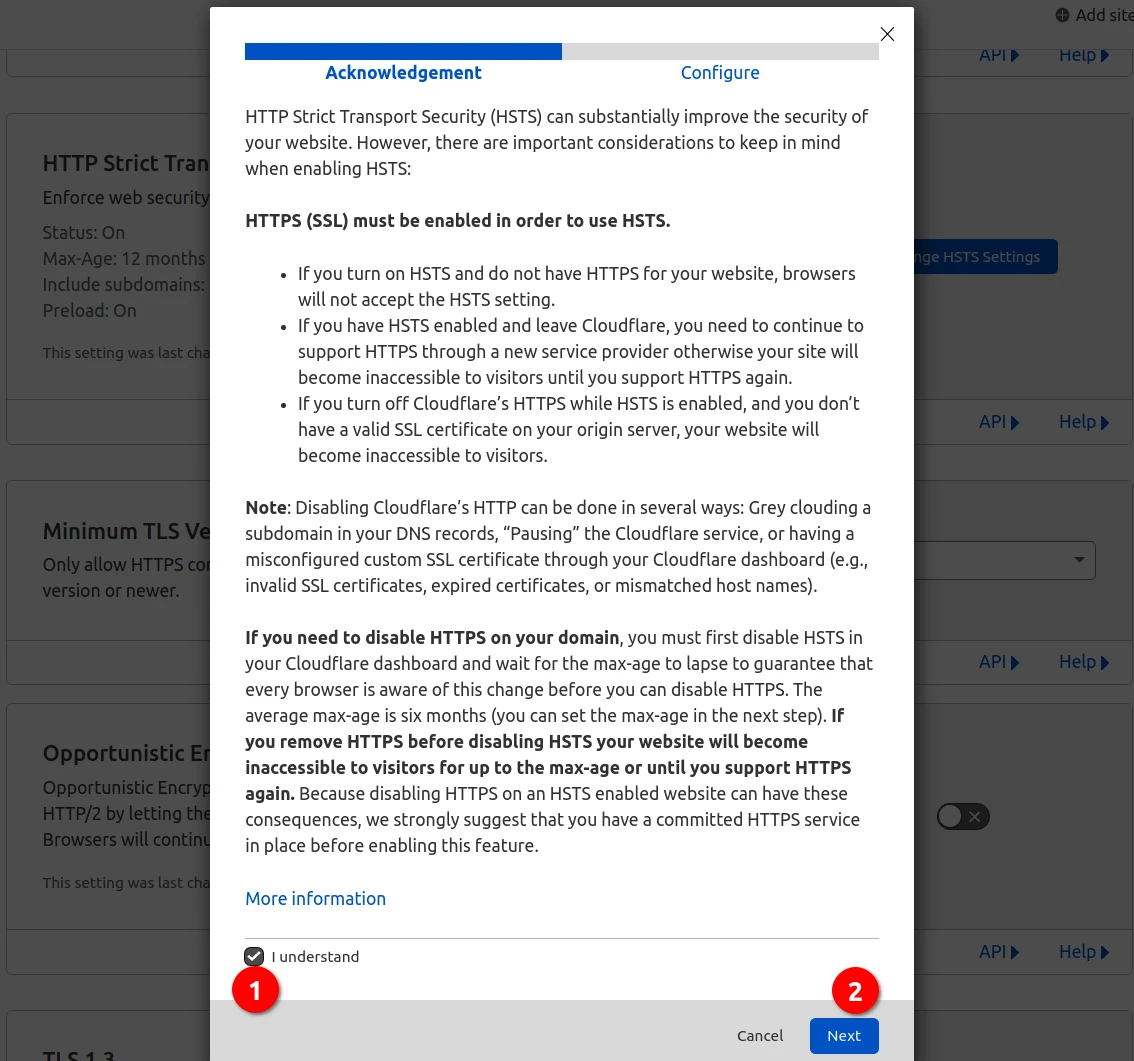 Add site
API
Help
Acknowledgement
Configure
HTTP Strict Transport Security (HSTS) can substantially improve the security of
your website. However, there are important considerations to keep in mind
when enabling HSTS:
HTTPS (SSL) must be enabled in order to use HSTS.
If you turn on HSTS and do not have HTTPS for your website, browsers
will not accept the HSTS setting.
If you have HSTS enabled and leave Cloudflare, you need to continue to
support HTTPS through a new service provider otherwise your site will
become inaccessible to visitors until you support HTTPS again.
If you turn off Cloudflare’s HTTPS while HSTS is enabled, and you don’t
have a valid SSL certificate on your origin server, your website will
become inaccessible to visitors.
Note: Disabling Cloudflare’s HTTP can be done in several ways: Grey clouding a
subdomain in your DNS records, “Pausing” the Cloudflare service, or having a
misconfigured custom SSL certificate through your Cloudflare dashboard (e.g.,
invalid SSL certificates, expired certificates, or mismatched host names).
If you need to disable HTTPS on your domain, you must first disable HSTS in
your Cloudflare dashboard and wait for the max-age to lapse to guarantee that
every browser is aware of this change before you can disable HTTPS. The
average max-age is six months (you can set the max-age in the next step). If
you remove HTTPS before disabling HSTS your website will become
inaccessible to visitors for up to the max-age or until you support HTTPS
again. Because disabling HTTPS on an HSTS enabled website can have these
consequences, we strongly suggest that you have a committed HTTPS service
in place before enabling this feature.
More information
I understand
1
2
Cancel
Next
HTTP Strict Tran
Enforce web security
Status: On
Max-Age: 12 months
Include subdomains:
Preload: On
This setting was last cha
nge HSTS Settings
API
Help
Minimum TLS Ve
Only allow HTTPS cor
version or newer.
API
Help
Opportunistic Er
Opportunistic Encryp
HTTP/2 by letting the
Browsers will continu
This setting was last cha
API
Help
TLS 1.3